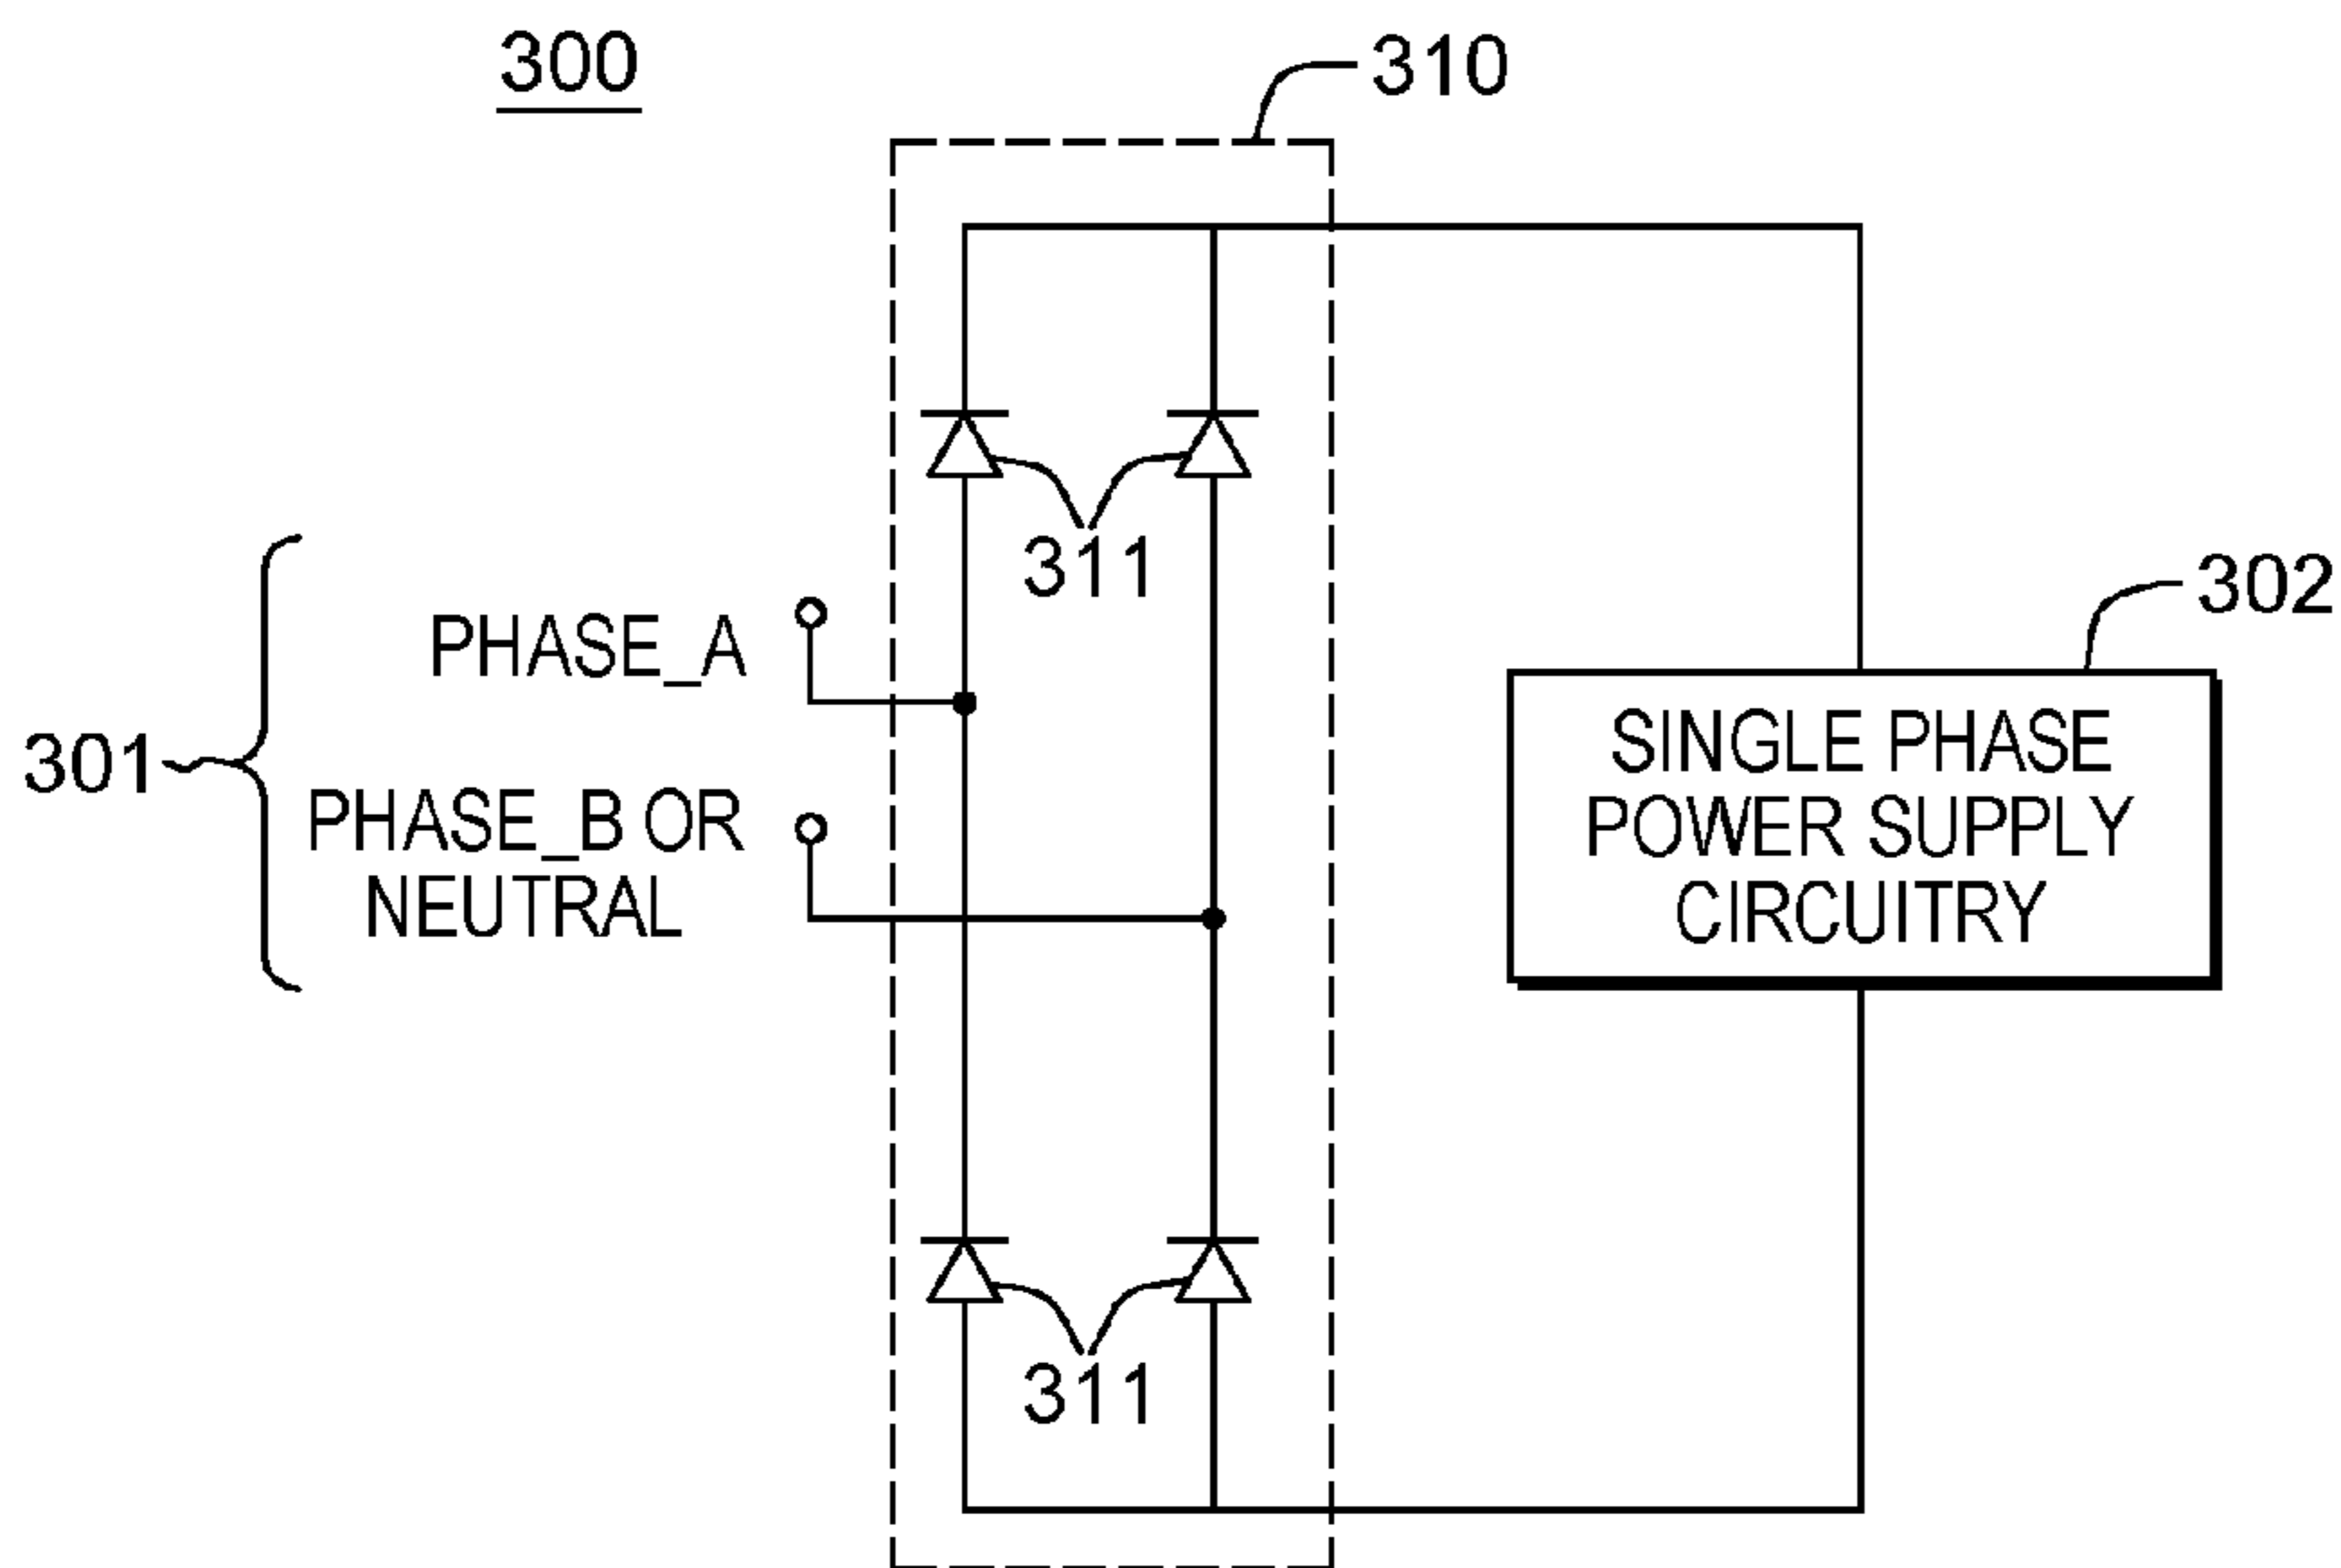 300
310
311
302
PHASE_A
301
PHASE_B OR
NEUTRAL
SINGLE PHASE
POWER SUPPLY
CIRCUITRY
311